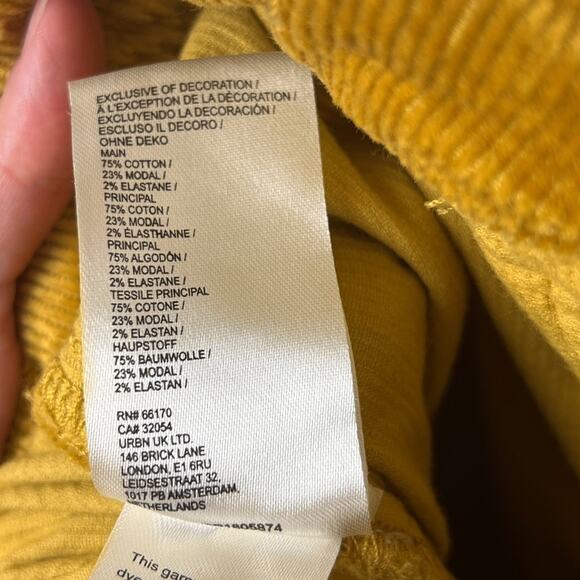 EXCLUSIVE OF DECORATION /
À L'EXCEPTION DE LA DÉCORATION /
EXCLUYENDO LA DECORACIÓN /
ESCLUSO IL DECORO /
OHNE DEKO
MAIN
75% COTTON /
23% MODAL /
2% ELASTANE /
PRINCIPAL
75% COTON /
23% MODAL /
2% ÉLASTHANNE /
PRINCIPAL
75% ALGODÓN /
23% MODAL /
2% ELASTANE /
TESSILE PRINCIPAL
75% COTONE /
23% MODAL /
2% ELASTAN /
HAUPSTOFF
75% BAUMWOLLE /
23% MODAL /
2% ELASTAN /
RN# 66170
CA# 32054
URBN UK LTD.
146 BRICK LANE
LONDON, E1 6RU
LEIDSESTRAAT 32,
1017 PB AMSTERDAM,
NETHERLANDS
This